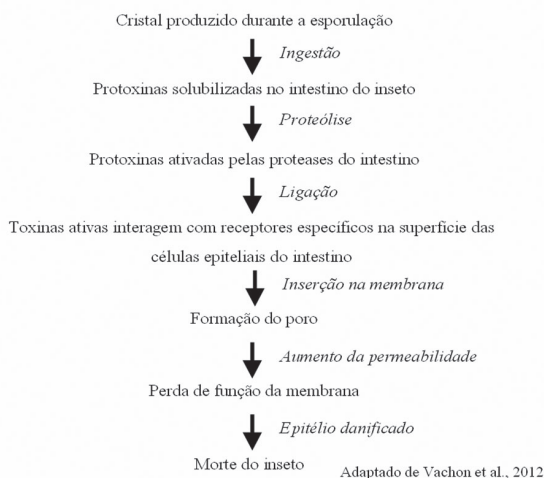 Cristal produzido durante a esporulação
Ingestão
Protoxinas solubilizadas no intestino do inseto
Proteólise
Protoxinas ativadas pelas proteases do intestino
Ligação
Toxinas ativas interagem com receptores específicos na superfície das
células epiteliais do intestino
Inserção na membrana
Formação do poro
Aumento da permeabilidade
Perda de função da membrana
Epitélio danificado
Morte do inseto
Adaptado de Vachon et al., 2012